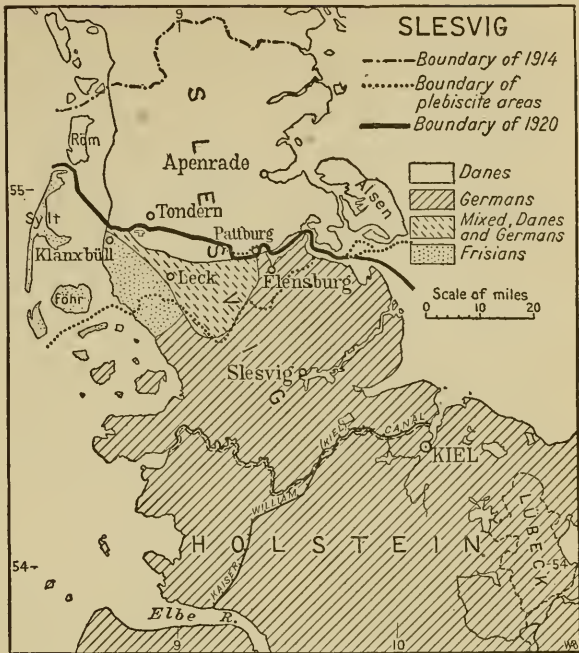 9
SLESVIG
Boundary of 1914
Boundary of
plebiscite areas
Boundary of 1920
Danes
Germans
Mixed, Danes
and Germans
Frisians
Scale of miles
0 10 20
SLESVIG
Röm
Apenrade
Alsen
55
Sylt
Tondern
Pattburg
Klanxbüll
Leck
Flensburg
Föhr
Slesvig
KAISER WILLIAM (KIEL) CANAL
KIEL
HOLSTEIN
LÜBECK
54
54
Elbe R.
9
10